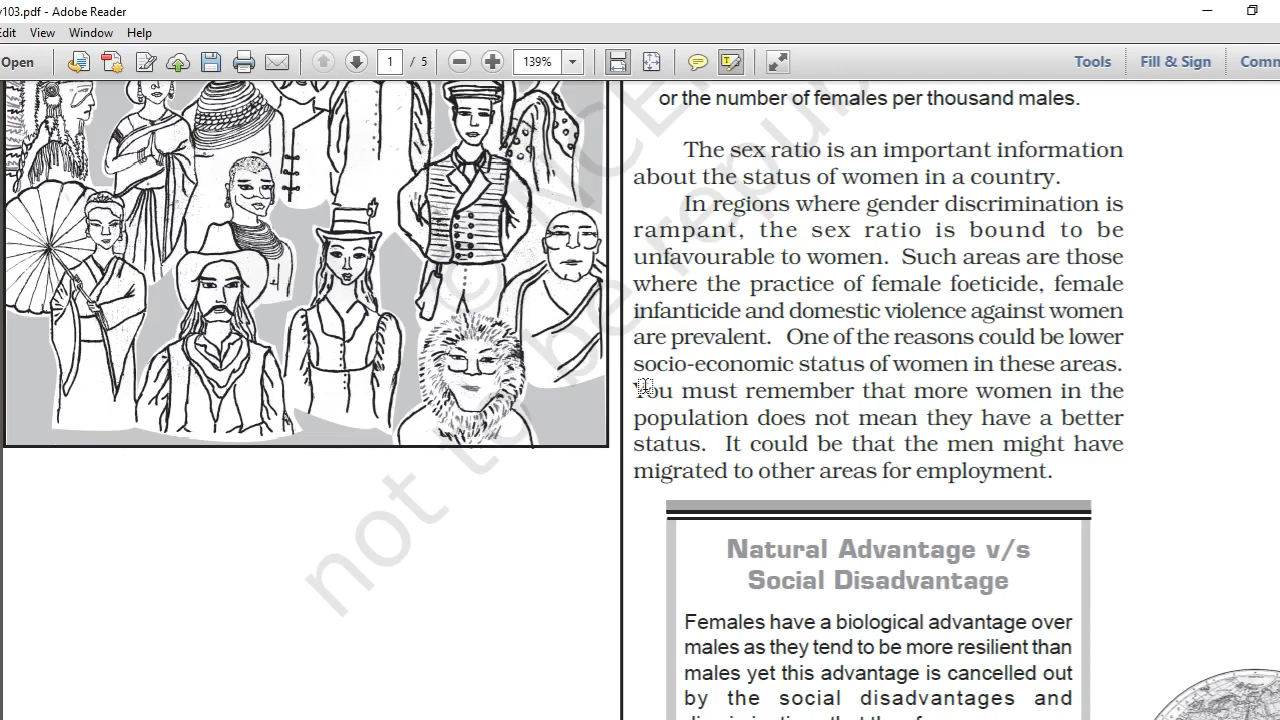 y103.pdf - Adobe Reader
Edit View Window Help
Open 1 / 5 139% Tools Fill & Sign Comm
or the number of females per thousand males.
The sex ratio is an important information
about the status of women in a country.
In regions where gender discrimination is
rampant, the sex ratio is bound to be
unfavourable to women. Such areas are those
where the practice of female foeticide, female
infanticide and domestic violence against women
are prevalent. One of the reasons could be lower
socio-economic status of women in these areas.
You must remember that more women in the
population does not mean they have a better
status. It could be that the men might have
migrated to other areas for employment.
Natural Advantage v/s
Social Disadvantage
Females have a biological advantage over
males as they tend to be more resilient than
males yet this advantage is cancelled out
by the social disadvantages and
© NCE
not to be repu